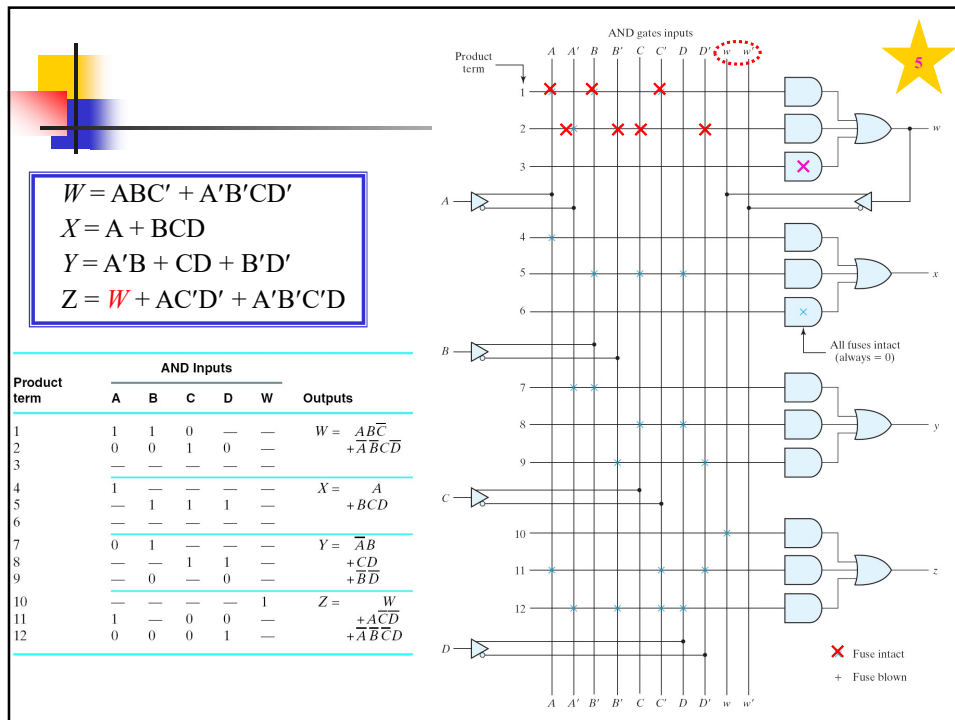 W = ABC′ + A′B′CD′
X = A + BCD
Y = A′B + CD + B′D′
Z = W + AC′D′ + A′B′C′D
Product term
AND Inputs
A B C D W Outputs
1 1 1 0 — — W = ABC̅
2 0 0 1 0 — +A̅B̅CD̅
3 — — — — —
4 1 — — — — X = A
5 — 1 1 1 — +BCD
6 — — — — —
7 0 1 — — — Y = A̅B
8 — — 1 1 — +CD
9 — 0 — 0 — +B̅D̅
10 — — — — 1 Z = W
11 1 — 0 0 — +AC̅D̅
12 0 0 0 1 — +A̅B̅C̅D
AND gates inputs
A A′ B B′ C C′ D D′ w w′
Product
term
5
1
2
w
3
A
4
5
x
6
All fuses intact
(always = 0)
B
7
8
y
9
C
10
11
z
12
D
× Fuse intact
+ Fuse blown
A A′ B B′ C C′ D D′ w w′